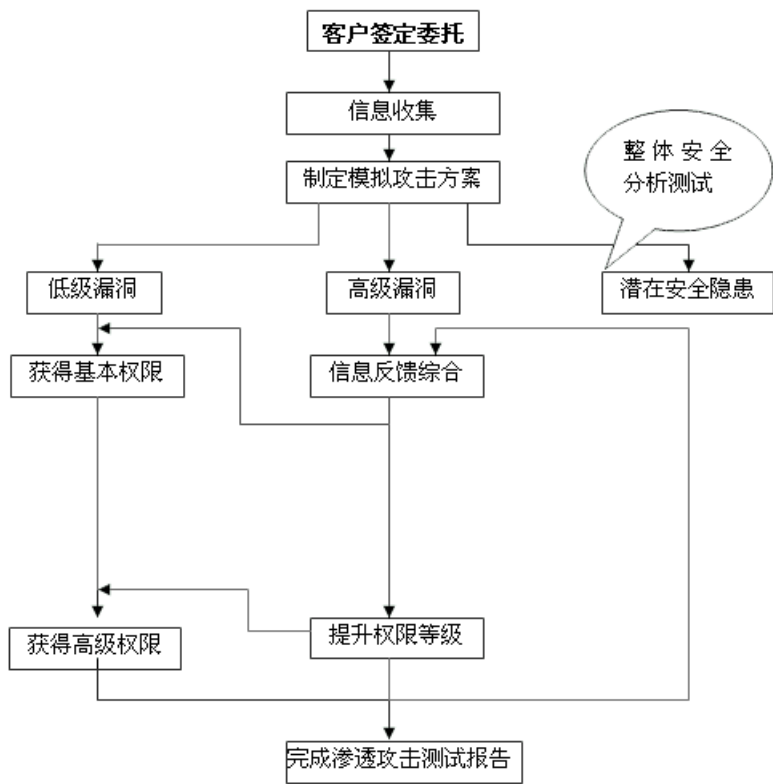 客户签定委托
信息收集
制定模拟攻击方案
整体安全
分析测试
低级漏洞
高级漏洞
潜在安全隐患
获得基本权限
信息反馈综合
获得高级权限
提升权限等级
完成渗透攻击测试报告